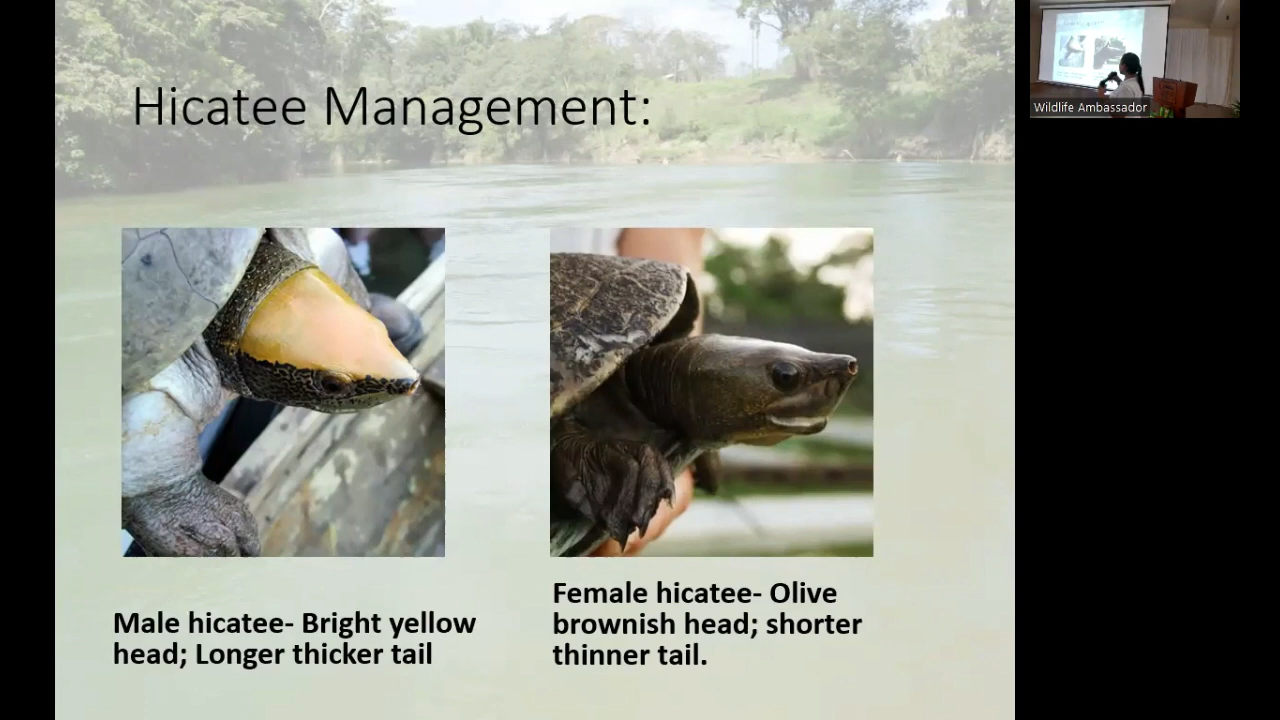 Hicatee Management:
Wildlife Ambassador
Male hicatee- Bright yellow
head; Longer thicker tail
Female hicatee- Olive
brownish head; shorter
thinner tail.